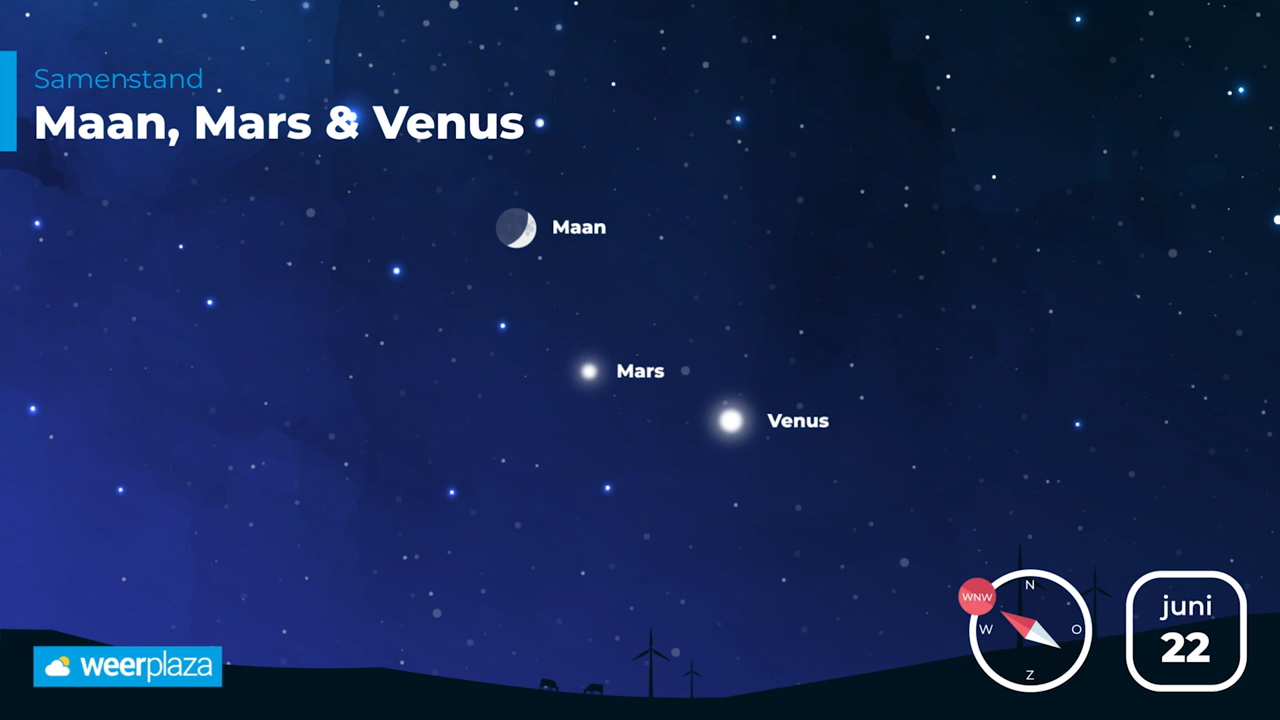 Samenstand
Maan, Mars & Venus
Maan
Mars
Venus
WNW
N
W
O
Z
juni
22
weerplaza